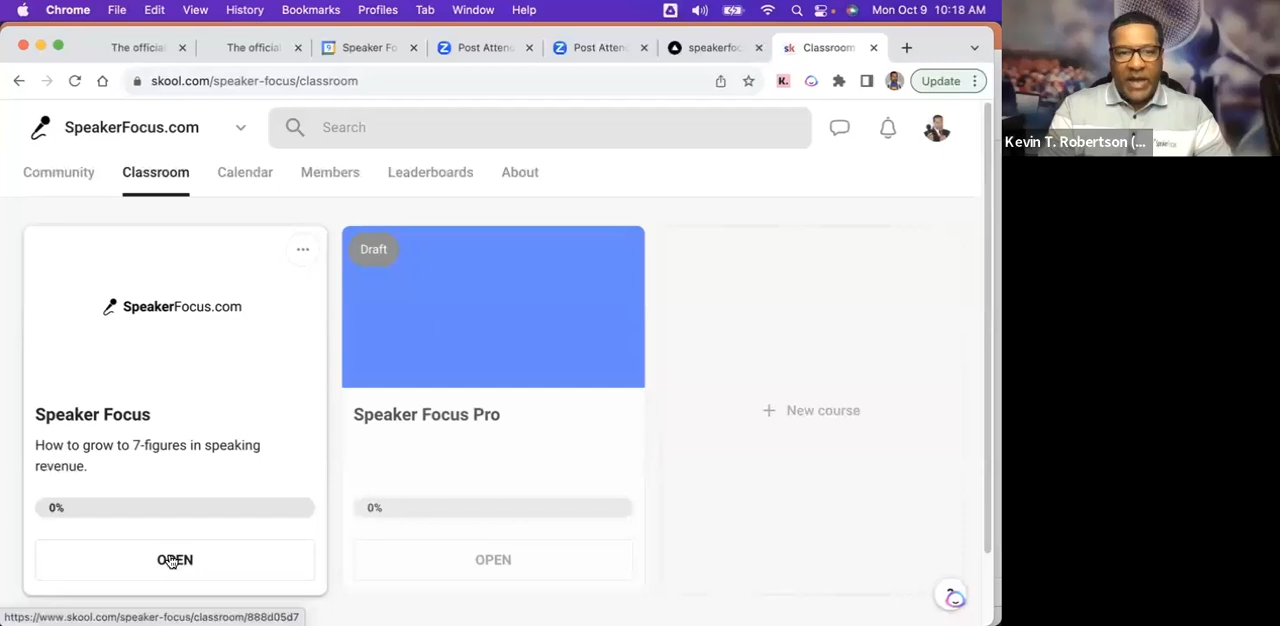 Chrome File Edit View History Bookmarks Profiles Tab Window Help Mon Oct 9 10:18 AM
The official Speaker Fo The official Post Atten Post Atten speakerfoc sk Classroom
skool.com/speaker-focus/classroom K. Update
SpeakerFocus.com Search
Kevin T. Robertson (...
Community Classroom Calendar Members Leaderboards About
Draft
SpeakerFocus.com
Speaker Focus
How to grow to 7-figures in speaking
revenue.
0%
OPEN
Speaker Focus Pro
0%
OPEN
+ New course
https://www.skool.com/speaker-focus/classroom/888d05d7